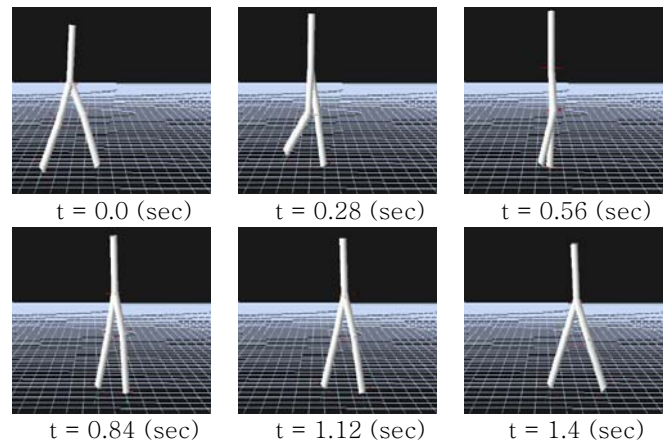 t = 0.0 (sec)
t = 0.28 (sec)
t = 0.56 (sec)
t = 0.84 (sec)
t = 1.12 (sec)
t = 1.4 (sec)